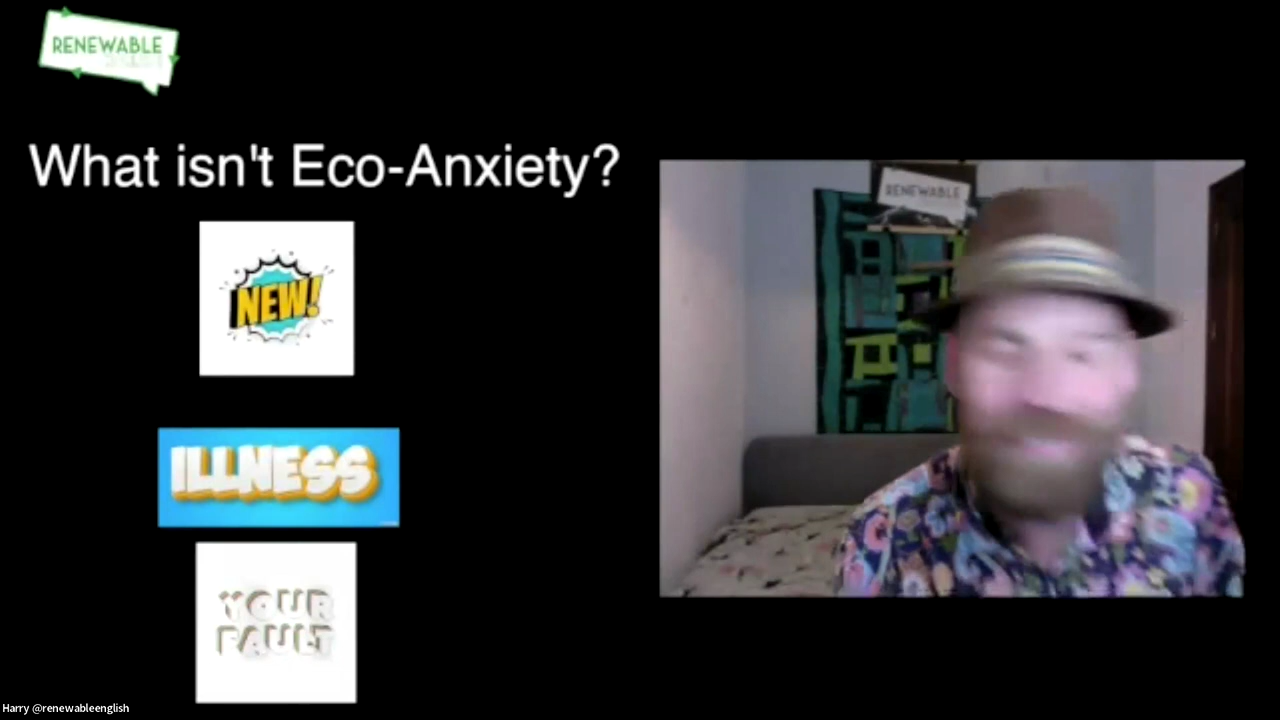 RENEWABLE
What isn't Eco-Anxiety?
RENEWABLE
NEW!
ILLNESS
YOUR
FAULT
Harry @renewableenglish